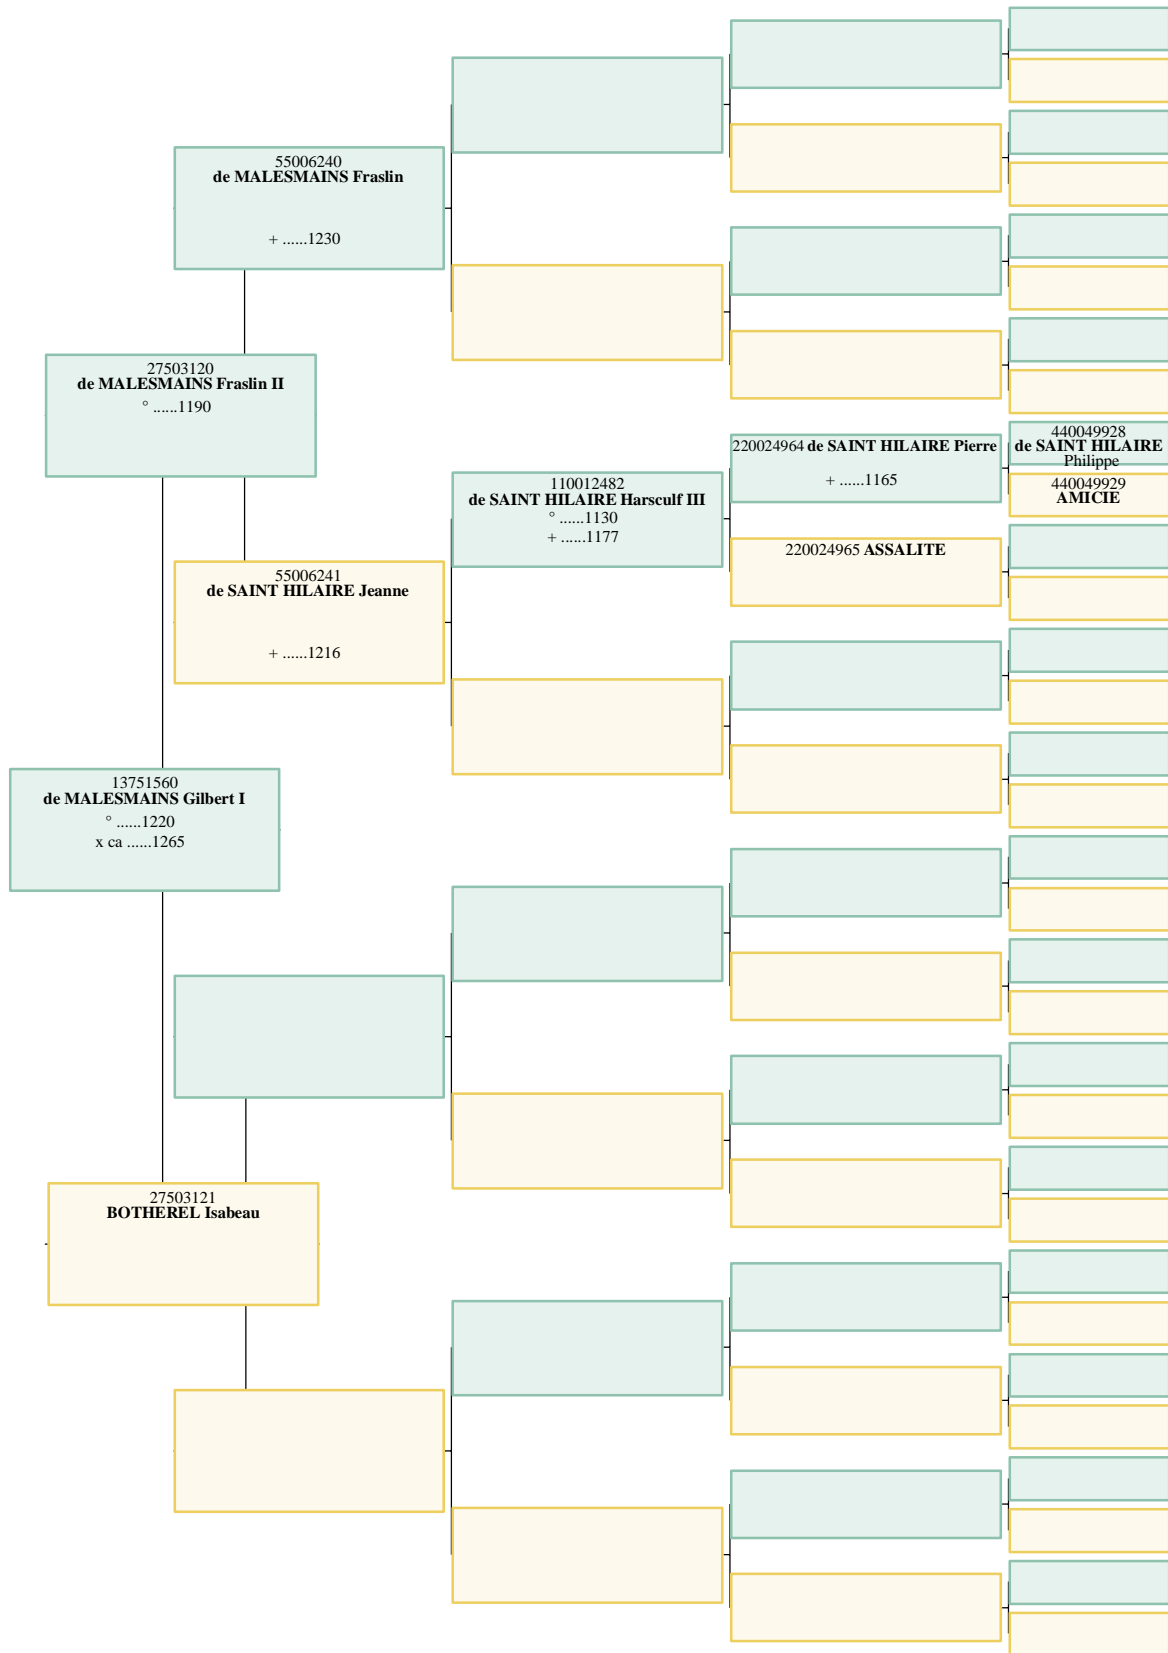 55006240
de MALESMAINS Fraslin
+ ......1230
27503120
de MALESMAINS Fraslin II
° ......1190
220024964 de SAINT HILAIRE Pierre
+ ......1165
440049928
de SAINT HILAIRE
Philippe
440049929
AMICIE
110012482
de SAINT HILAIRE Harsculf III
° ......1130
+ ......1177
220024965 ASSALITE
55006241
de SAINT HILAIRE Jeanne
+ ......1216
13751560
de MALESMAINS Gilbert I
° ......1220
x ca ......1265
27503121
BOTHEREL Isabeau